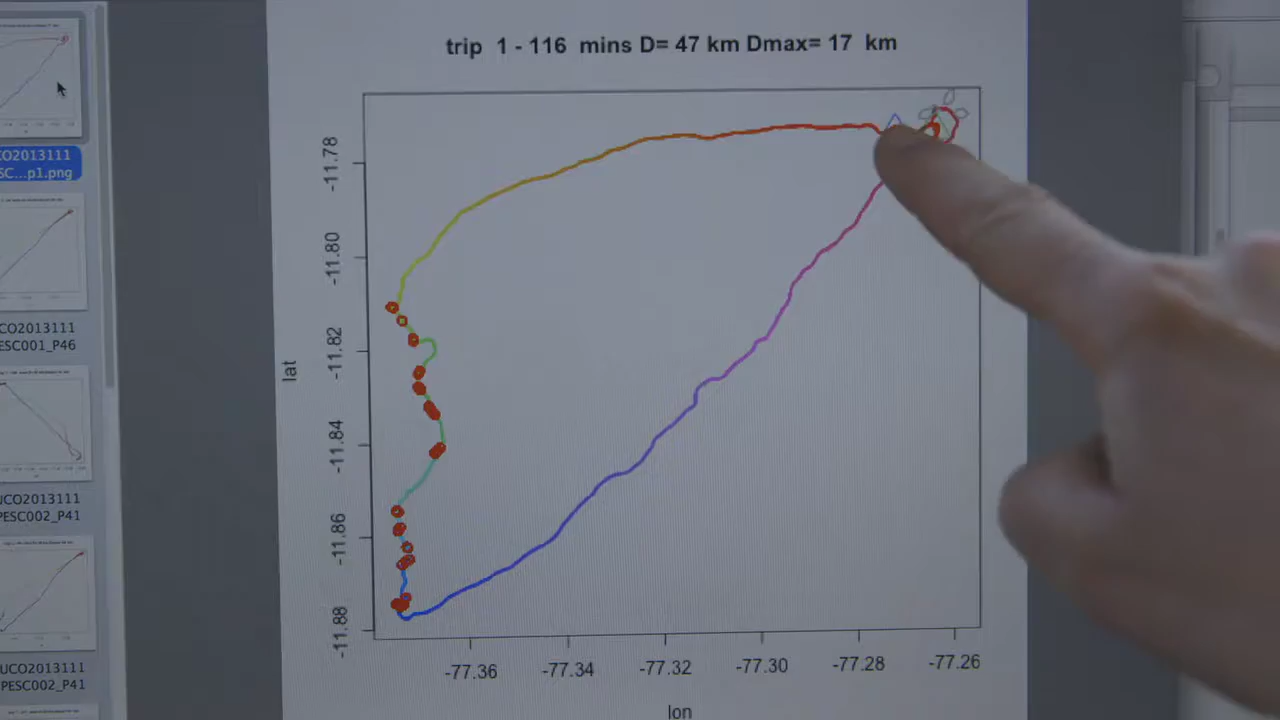 trip 1 - 116 mins D= 47 km Dmax= 17 km
-11.78
-11.80
-11.82
-11.84
-11.86
-11.88
lat
-77.36
-77.34
-77.32
-77.30
-77.28
-77.26
lon
CO2013111
SC...p1.png
CO2013111
ESC001_P46
UCO2013111
PESC002_P41
UCO2013111
PESC002_P41